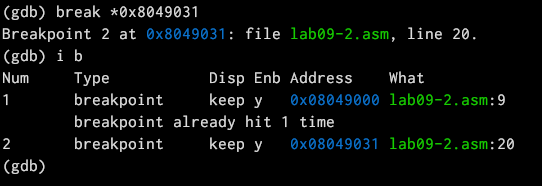 (gdb) break *0x8049031
Breakpoint 2 at 0x8049031: file lab09-2.asm, line 20.
(gdb) i b
Num     Type           Disp Enb Address    What
1       breakpoint     keep y   0x08049000 lab09-2.asm:9
        breakpoint already hit 1 time
2       breakpoint     keep y   0x08049031 lab09-2.asm:20
(gdb)